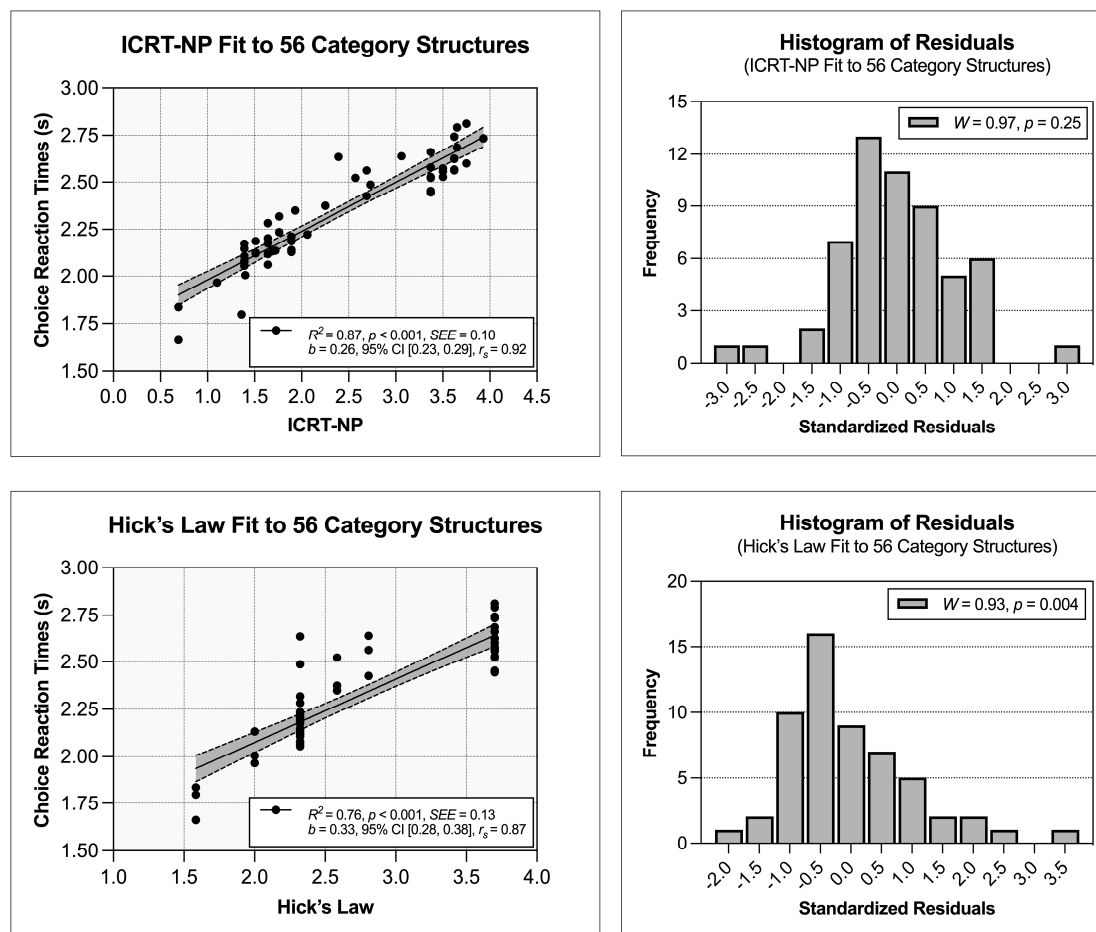 ICRT-NP Fit to 56 Category Structures
Choice Reaction Times (s)
3.00
2.75
2.50
2.25
2.00
1.75
1.50
R² = 0.87, p < 0.001, SEE = 0.10
b = 0.26, 95% CI [0.23, 0.29], rₛ = 0.92
0.0 0.5 1.0 1.5 2.0 2.5 3.0 3.5 4.0 4.5
ICRT-NP
Histogram of Residuals
(ICRT-NP Fit to 56 Category Structures)
Frequency
15
12
9
6
3
0
W = 0.97, p = 0.25
-3.0 -2.5 -2.0 -1.5 -1.0 -0.5 0.0 0.5 1.0 1.5 2.0 2.5 3.0
Standardized Residuals
Hick's Law Fit to 56 Category Structures
Choice Reaction Times (s)
3.00
2.75
2.50
2.25
2.00
1.75
1.50
R² = 0.76, p < 0.001, SEE = 0.13
b = 0.33, 95% CI [0.28, 0.38], rₛ = 0.87
1.0 1.5 2.0 2.5 3.0 3.5 4.0
Hick's Law
Histogram of Residuals
(Hick's Law Fit to 56 Category Structures)
Frequency
20
15
10
5
0
W = 0.93, p = 0.004
-2.0 -1.5 -1.0 -0.5 0.0 0.5 1.0 1.5 2.0 2.5 3.0 3.5
Standardized Residuals